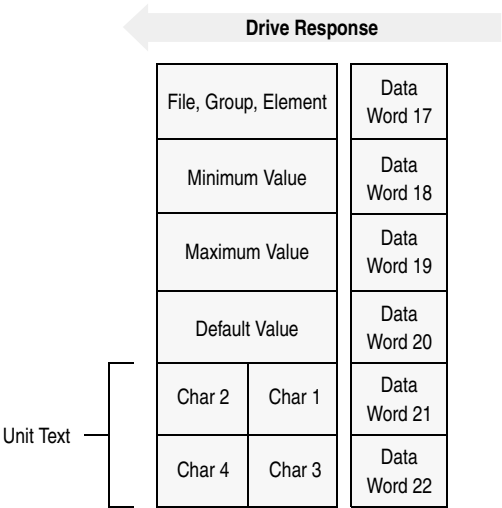 Drive Response
File, Group, Element
Data
Word 17
Minimum Value
Data
Word 18
Maximum Value
Data
Word 19
Default Value
Data
Word 20
Unit Text
Char 2
Char 1
Data
Word 21
Char 4
Char 3
Data
Word 22